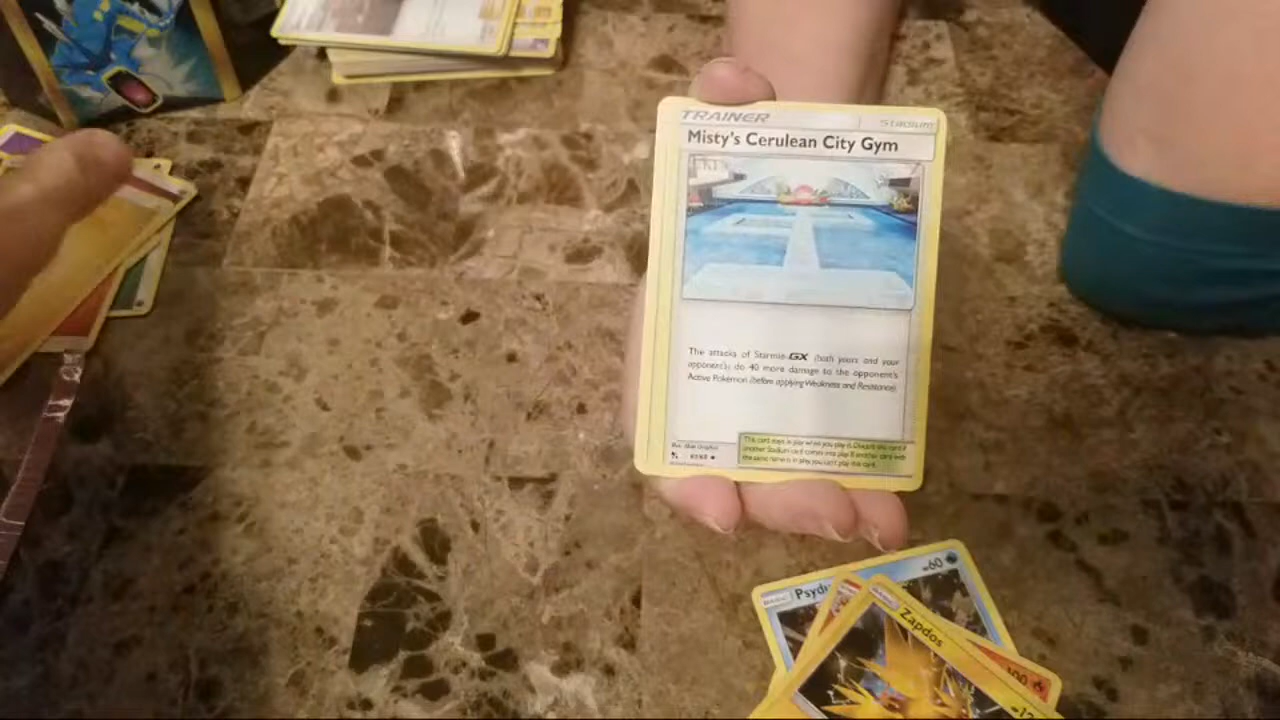 TRAINER
Stadium
Misty's Cerulean City Gym
The attacks of Starmie-GX (both yours and your
opponent's) do 40 more damage to the opponent's
Active Pokémon (before applying Weakness and Resistance).
This card stays in play when you play it. Discard this card if
another Stadium card comes into play. If another card with
the same name is in play, you can't play this card.
60
Psyd
Zapdos
100